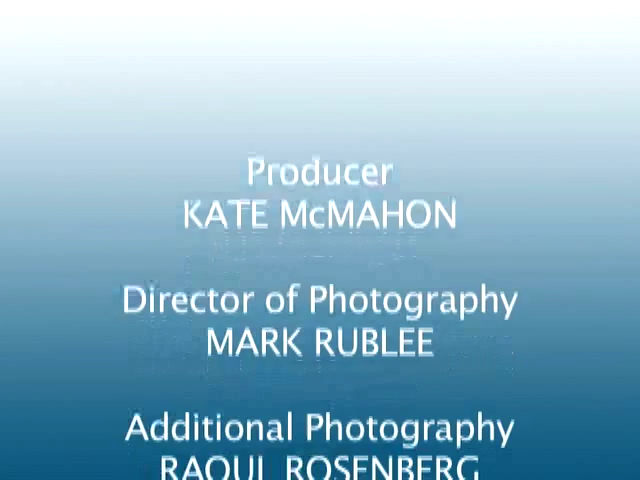 Producer
KATE McMAHON
Director of Photography
MARK RUBLEE
Additional Photography
RAOUL ROSENBERG